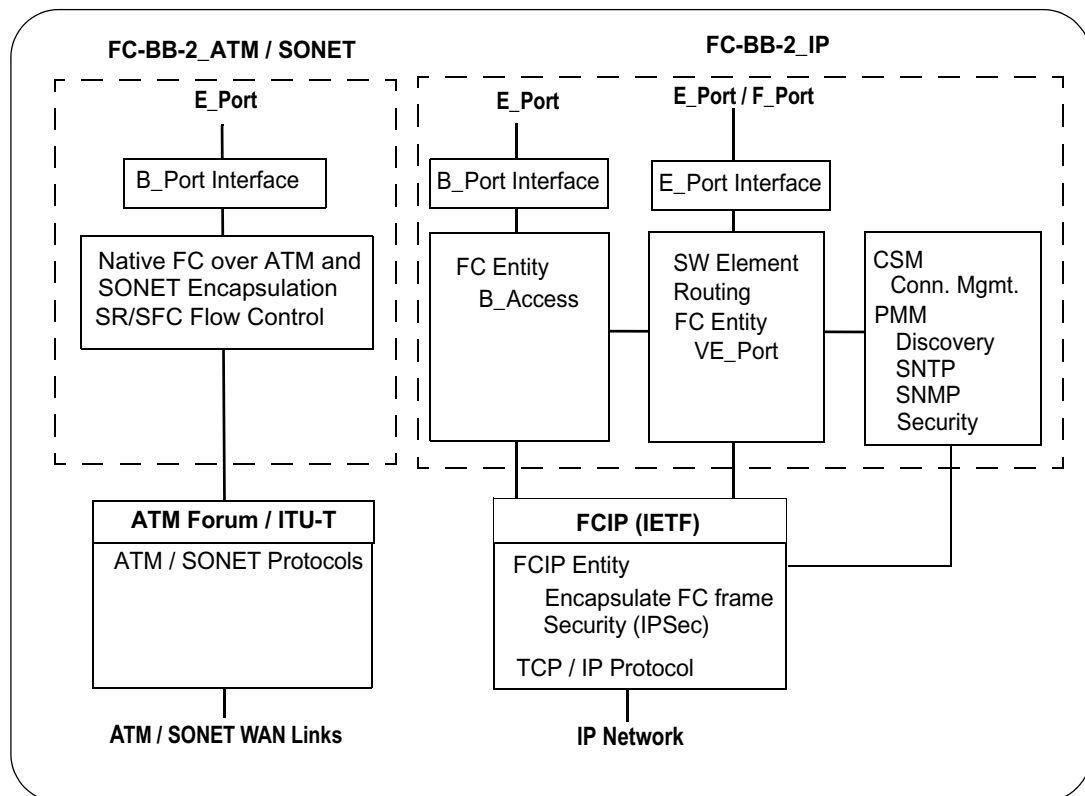 FC-BB-2_ATM / SONET
E_Port
B_Port Interface
Native FC over ATM and
SONET Encapsulation
SR/SFC Flow Control
ATM Forum / ITU-T
ATM / SONET Protocols
ATM / SONET WAN Links
FC-BB-2_IP
E_Port
B_Port Interface
FC Entity
B_Access
E_Port / F_Port
E_Port Interface
SW Element
Routing
FC Entity
VE_Port
CSM
Conn. Mgmt.
PMM
Discovery
SNTP
SNMP
Security
FCIP (IETF)
FCIP Entity
Encapsulate FC frame
Security (IPSec)
TCP / IP Protocol
IP Network